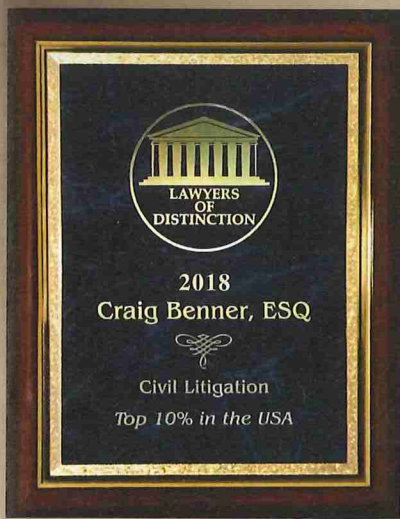 LAWYERS
OF
DISTINCTION
2018
Craig Benner, ESQ
Civil Litigation
Top 10% in the USA